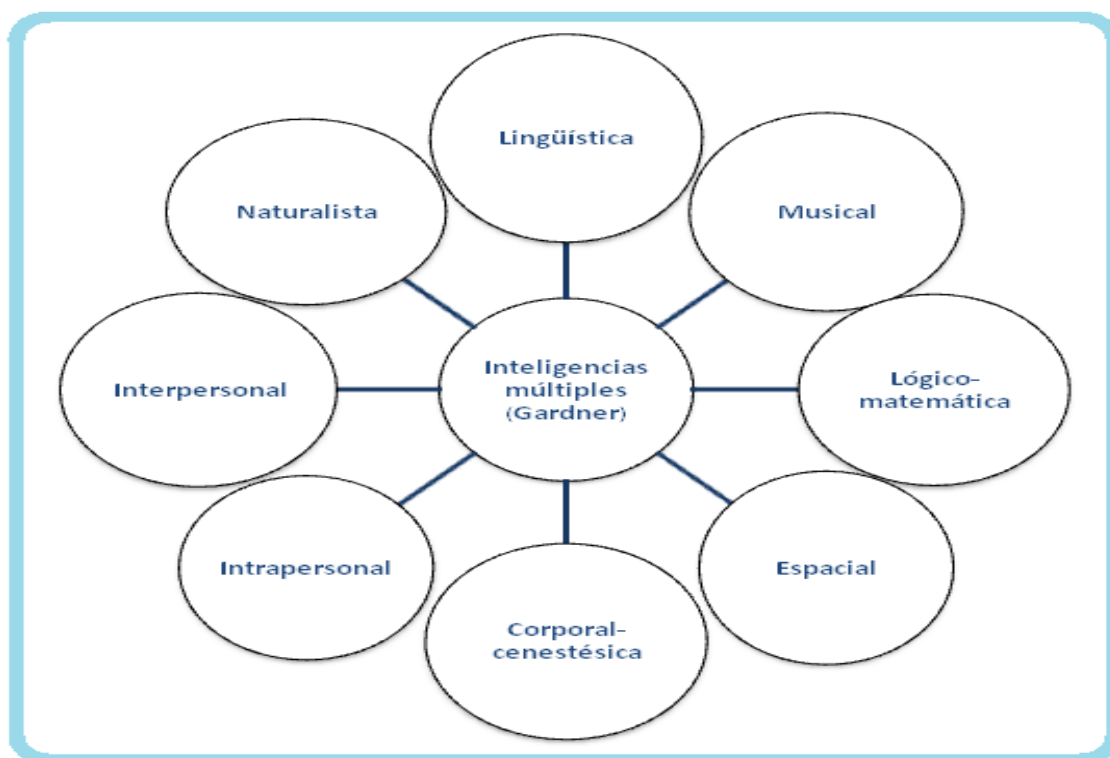 Lingüística
Naturalista
Musical
Inteligencias
múltiples
(Gardner)
Interpersonal
Lógico-
matemática
Intrapersonal
Espacial
Corporal-
cenestésica